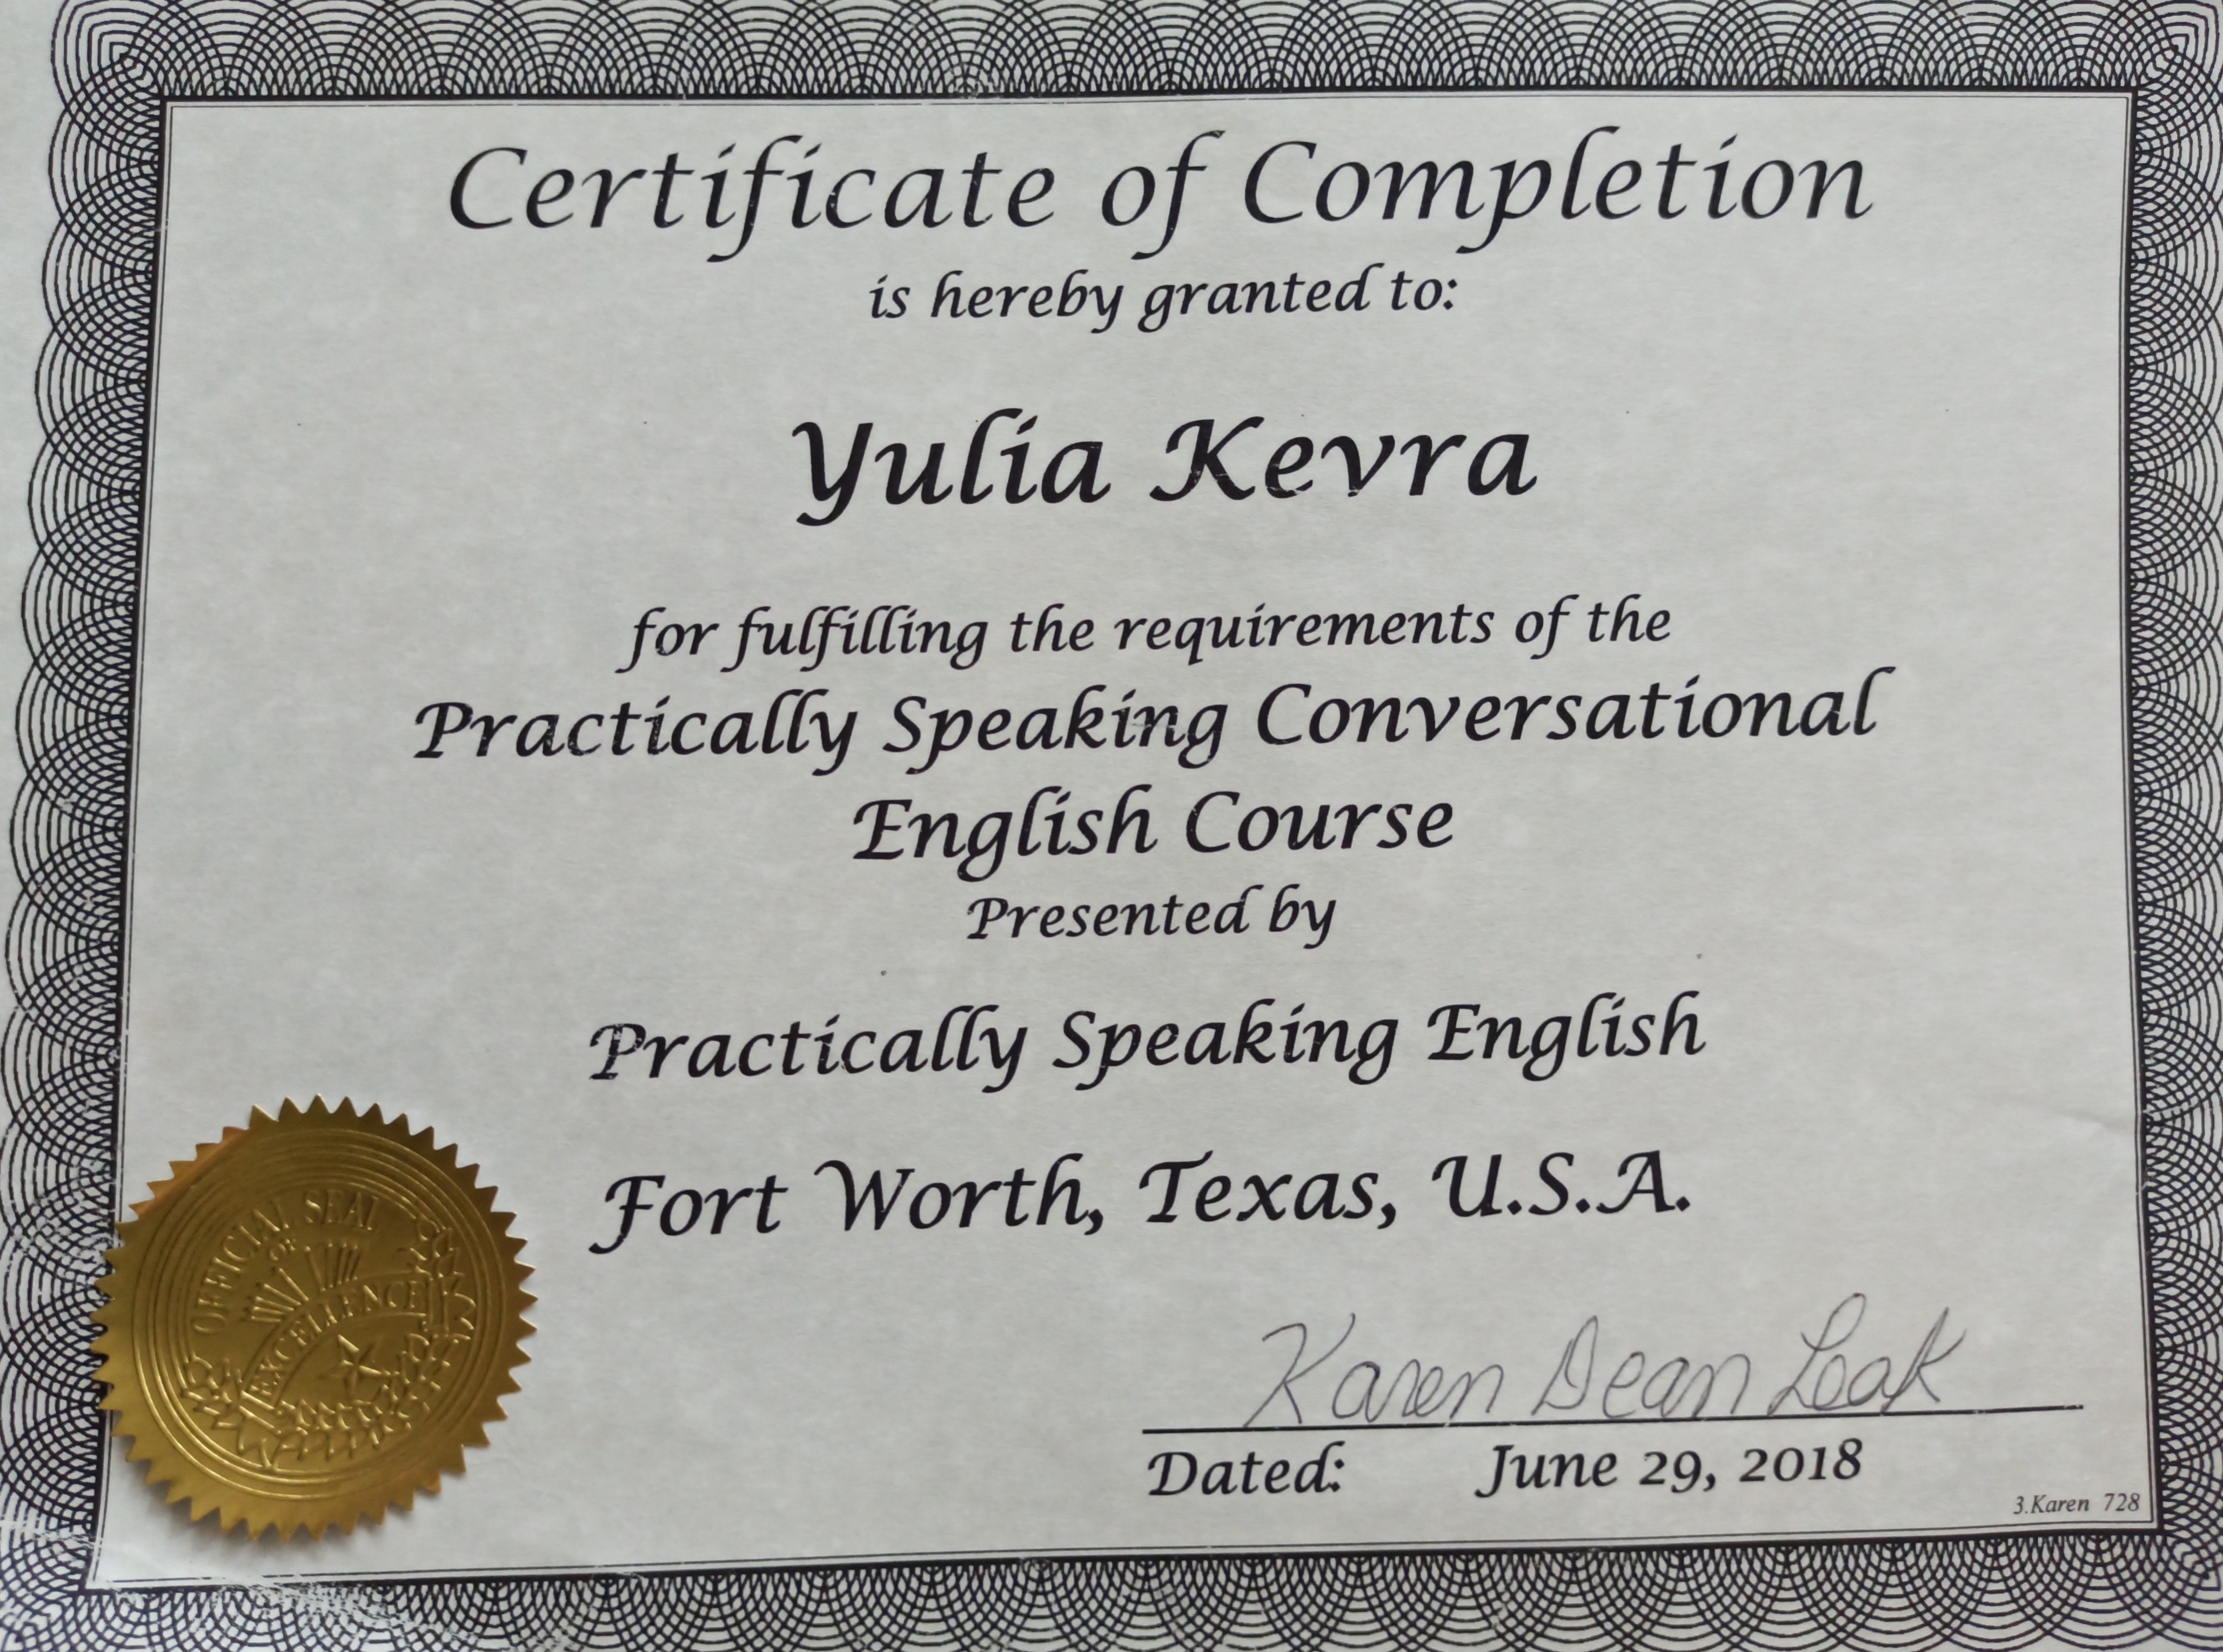 Certificate of Completion
is hereby granted to:
Yulia Kevra
for fulfilling the requirements of the
Practically Speaking Conversational
English Course
Presented by
Practically Speaking English
Fort Worth, Texas, U.S.A.
OFFICIAL SEAL
OF
EXCELLENCE
Karen Dean Leak
Dated: June 29, 2018
3.Karen 728